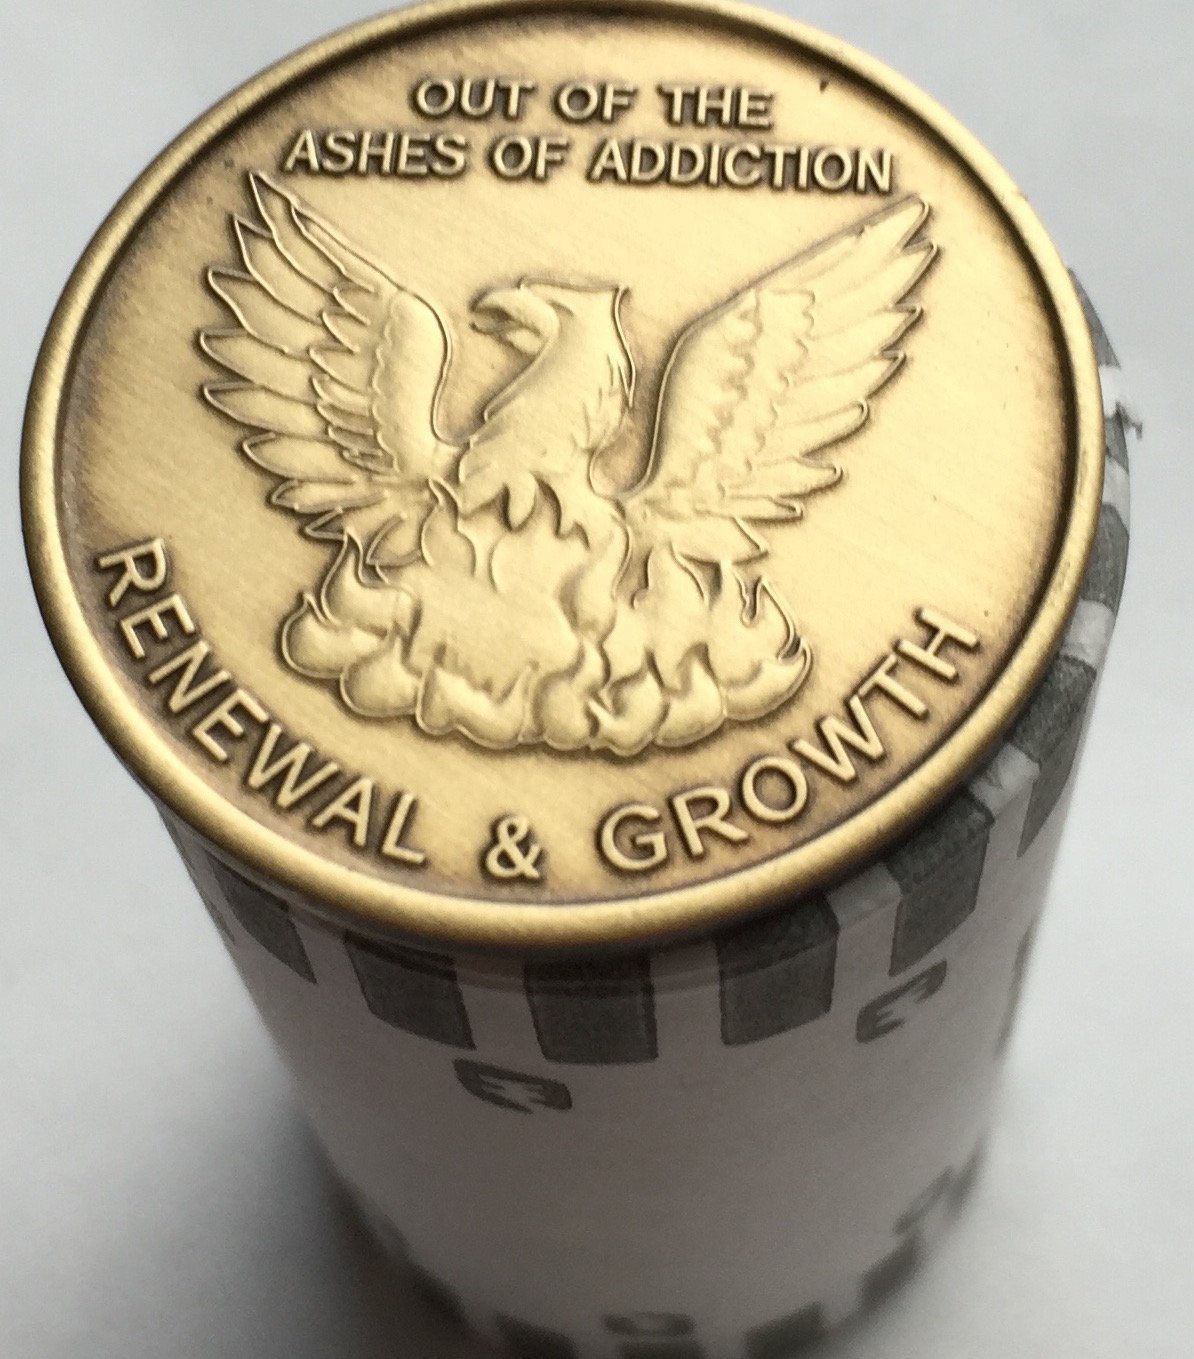 OUT OF THE
ASHES OF ADDICTION
RENEWAL & GROWTH